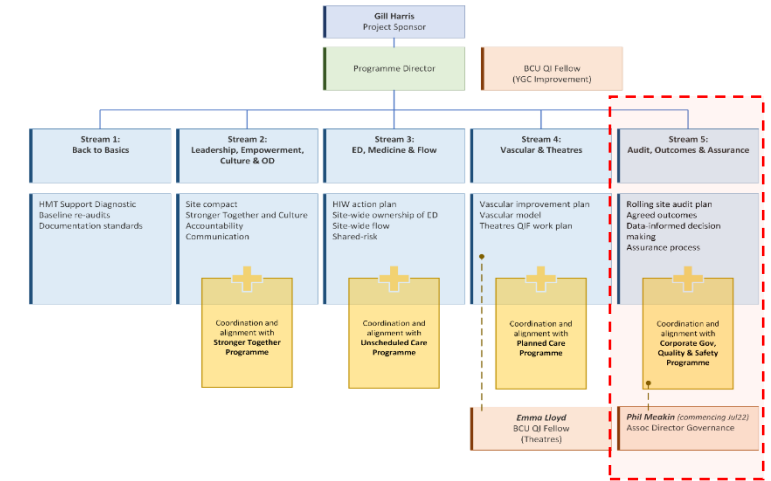 Gill Harris
Project Sponsor
Programme Director
BCU QI Fellow
(YGC Improvement)
Stream 1:
Back to Basics
Stream 2:
Leadership, Empowerment,
Culture & OD
Stream 3:
ED, Medicine & Flow
Stream 4:
Vascular & Theatres
Stream 5:
Audit, Outcomes & Assurance
HMT Support Diagnostic
Baseline re-audits
Documentation standards
Site compact
Stronger Together and Culture
Accountability
Communication
HIW action plan
Site-wide ownership of ED
Site-wide flow
Shared-risk
Vascular improvement plan
Vascular model
Theatres QIF work plan
Rolling site audit plan
Agreed outcomes
Data-informed decision
making
Assurance process
Coordination and
alignment with
Stronger Together
Programme
Coordination and
alignment with
Unscheduled Care
Programme
Coordination and
alignment with
Planned Care
Programme
Coordination and
alignment with
Corporate Gov,
Quality & Safety
Programme
Emma Lloyd
BCU QI Fellow
(Theatres)
Phil Meakin (commencing Jul22)
Assoc Director Governance